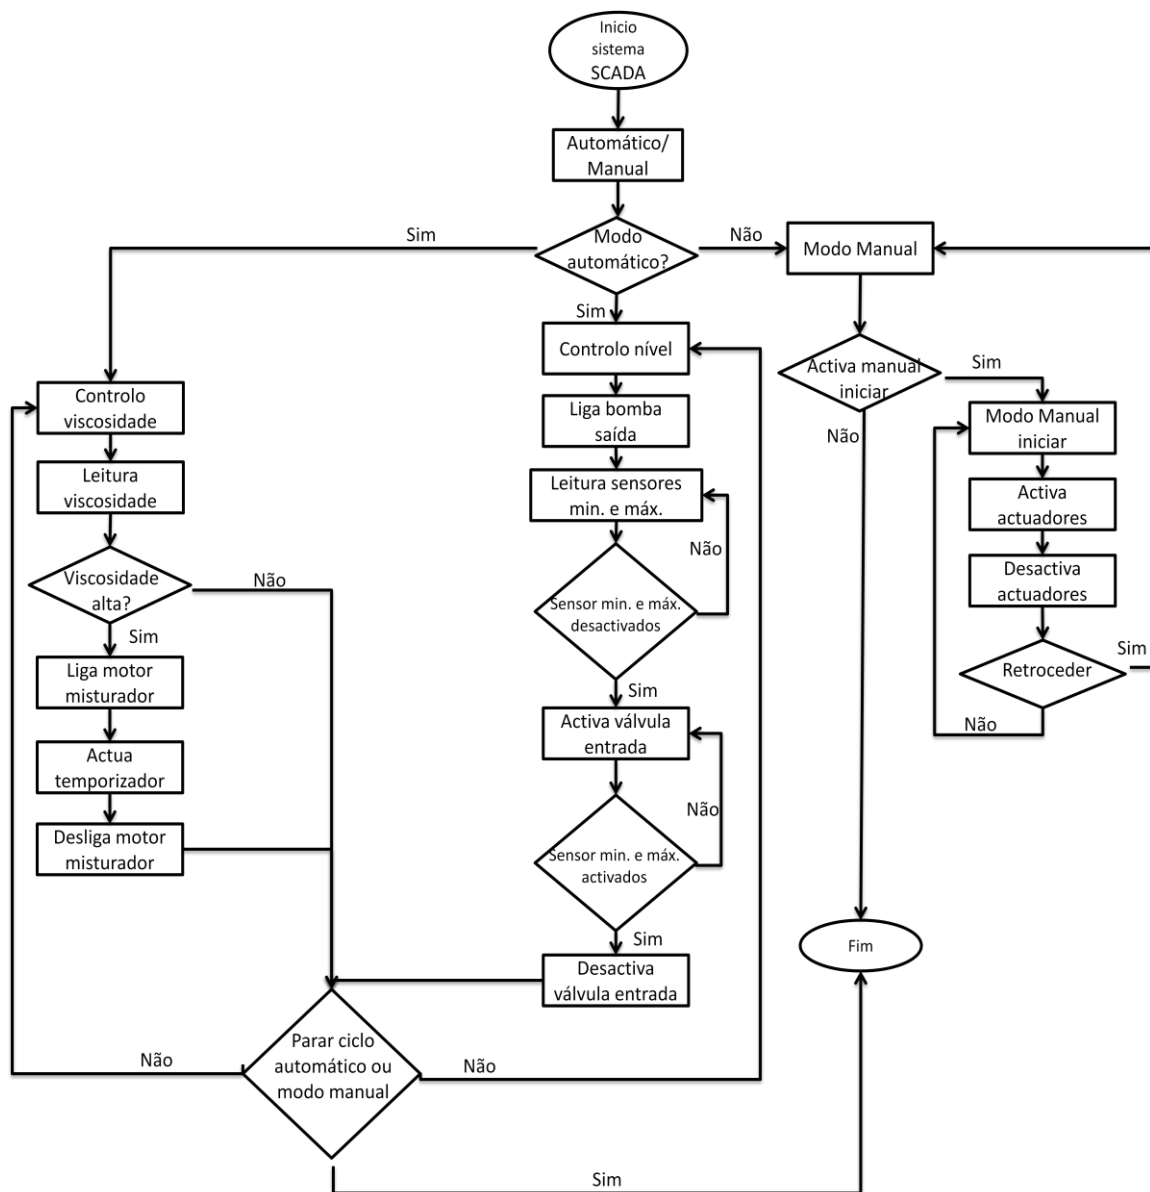 Inicio
sistema
SCADA
Automático/
Manual
Sim
Modo
automático?
Não
Modo Manual
Sim
Controlo nível
Activa manual
iniciar
Sim
Não
Controlo
viscosidade
Liga bomba
saída
Modo Manual
iniciar
Leitura
viscosidade
Leitura sensores
min. e máx.
Não
Activa
actuadores
Viscosidade
alta?
Não
Sim
Sensor min. e máx.
desactivados
Sim
Desactiva
actuadores
Retroceder
Sim
Não
Liga motor
misturador
Activa válvula
entrada
Não
Actua
temporizador
Desliga motor
misturador
Sensor min. e máx.
activados
Sim
Desactiva
válvula entrada
Fim
Parar ciclo
automático ou
modo manual
Não
Não
Sim